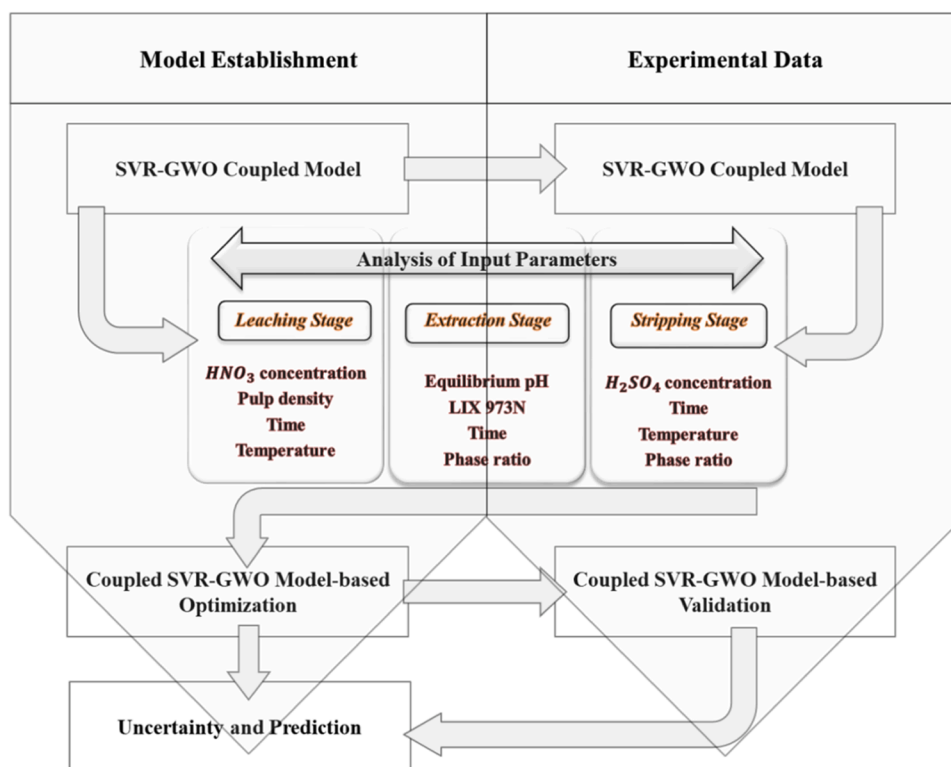 Model Establishment
Experimental Data
SVR-GWO Coupled Model
SVR-GWO Coupled Model
Analysis of Input Parameters
Leaching Stage
HNO₃ concentration
Pulp density
Time
Temperature
Extraction Stage
Equilibrium pH
LIX 973N
Time
Phase ratio
Stripping Stage
H₂SO₄ concentration
Time
Temperature
Phase ratio
Coupled SVR-GWO Model-based
Optimization
Coupled SVR-GWO Model-based
Validation
Uncertainty and Prediction